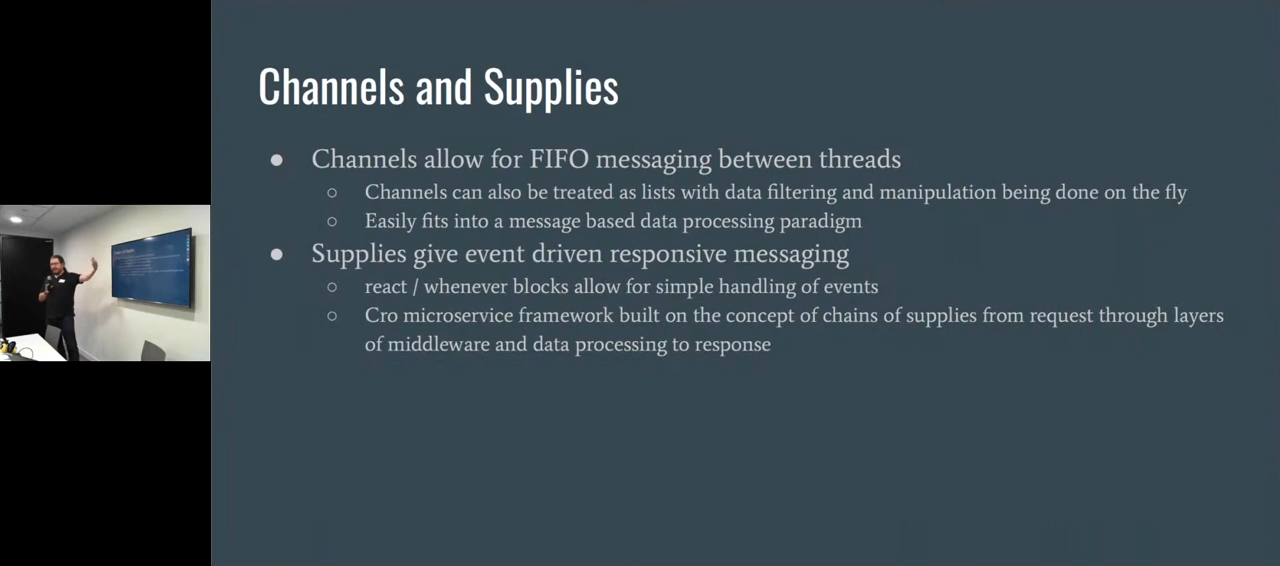 Channels and Supplies
● Channels allow for FIFO messaging between threads
○ Channels can also be treated as lists with data filtering and manipulation being done on the fly
○ Easily fits into a message based data processing paradigm
● Supplies give event driven responsive messaging
○ react / whenever blocks allow for simple handling of events
○ Cro microservice framework built on the concept of chains of supplies from request through layers
of middleware and data processing to response